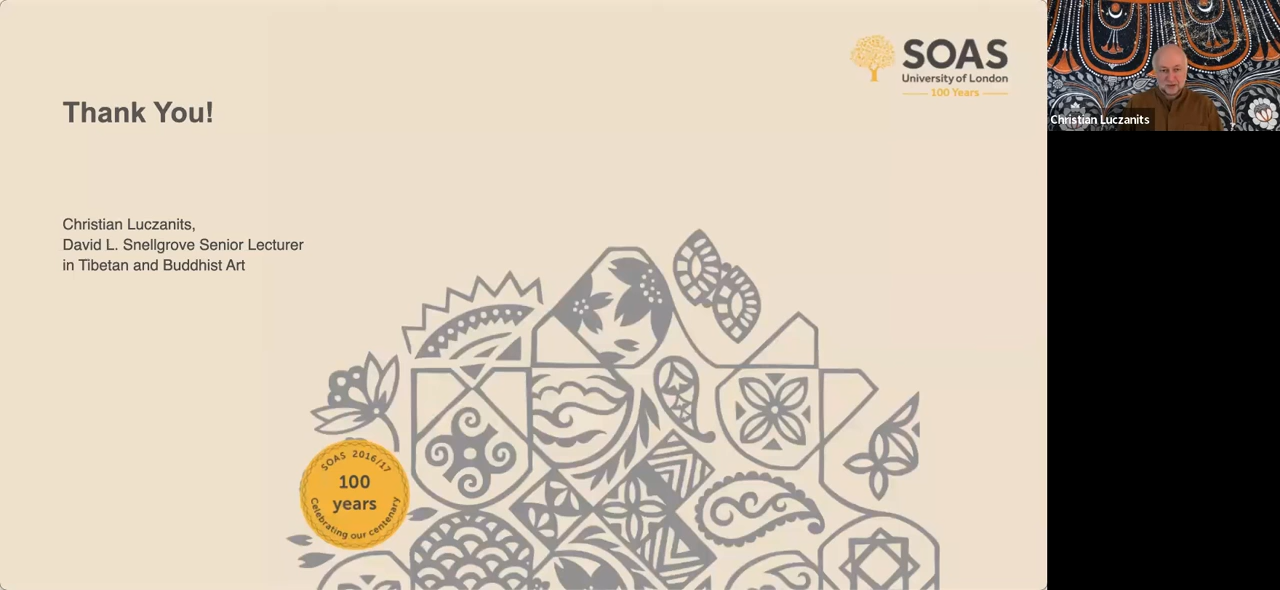 SOAS
University of London
100 Years
Thank You!
Christian Luczanits,
David L. Snellgrove Senior Lecturer
in Tibetan and Buddhist Art
SOAS 2016/17
100
years
Celebrating our centenary
Christian Luczanits